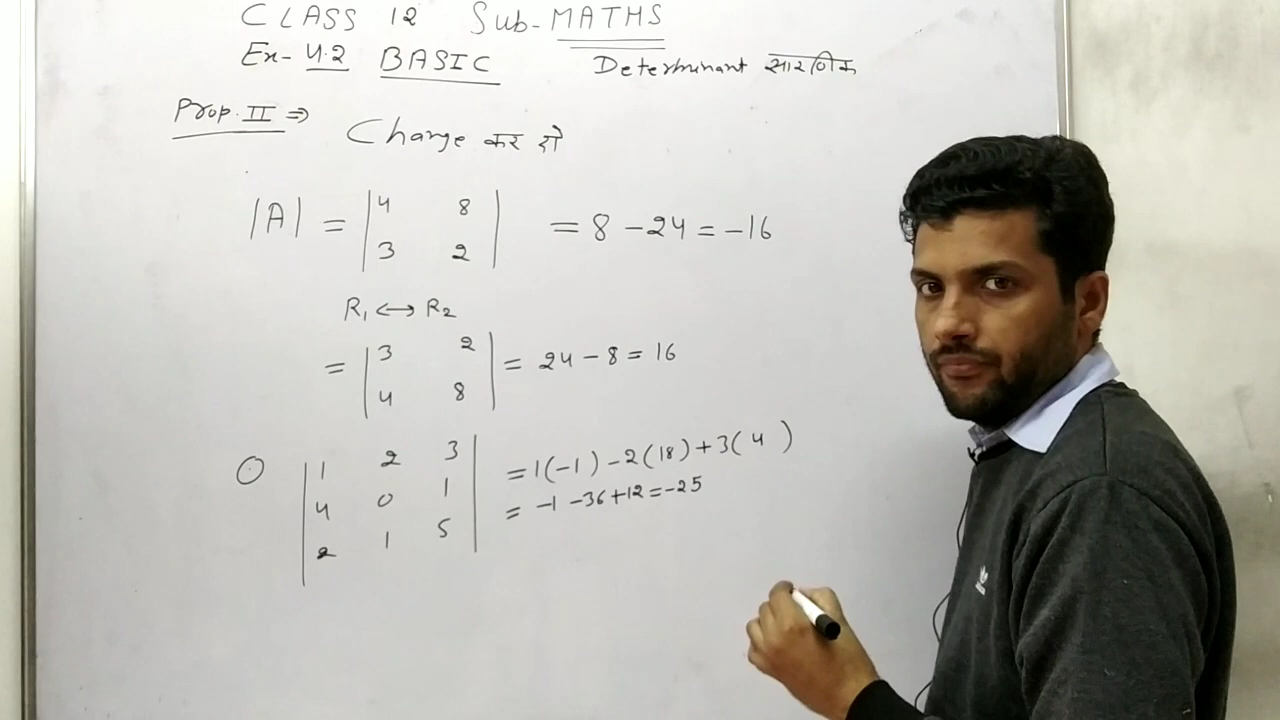 CLASS 12 Sub-MATHS
Ex-4.2 BASIC Determinant सारणिक
Prop. II ⇒
Change कर दो
|A| = | 4 8 | = 8 - 24 = -16
| 3 2 |
R₁ ↔ R₂
= | 3 2 | = 24 - 8 = 16
| 4 8 |
| 1 2 3 | = 1(-1) - 2(18) + 3( 4 )
| 4 0 1 | = -1 - 36 + 12 = -25
| 2 1 5 |